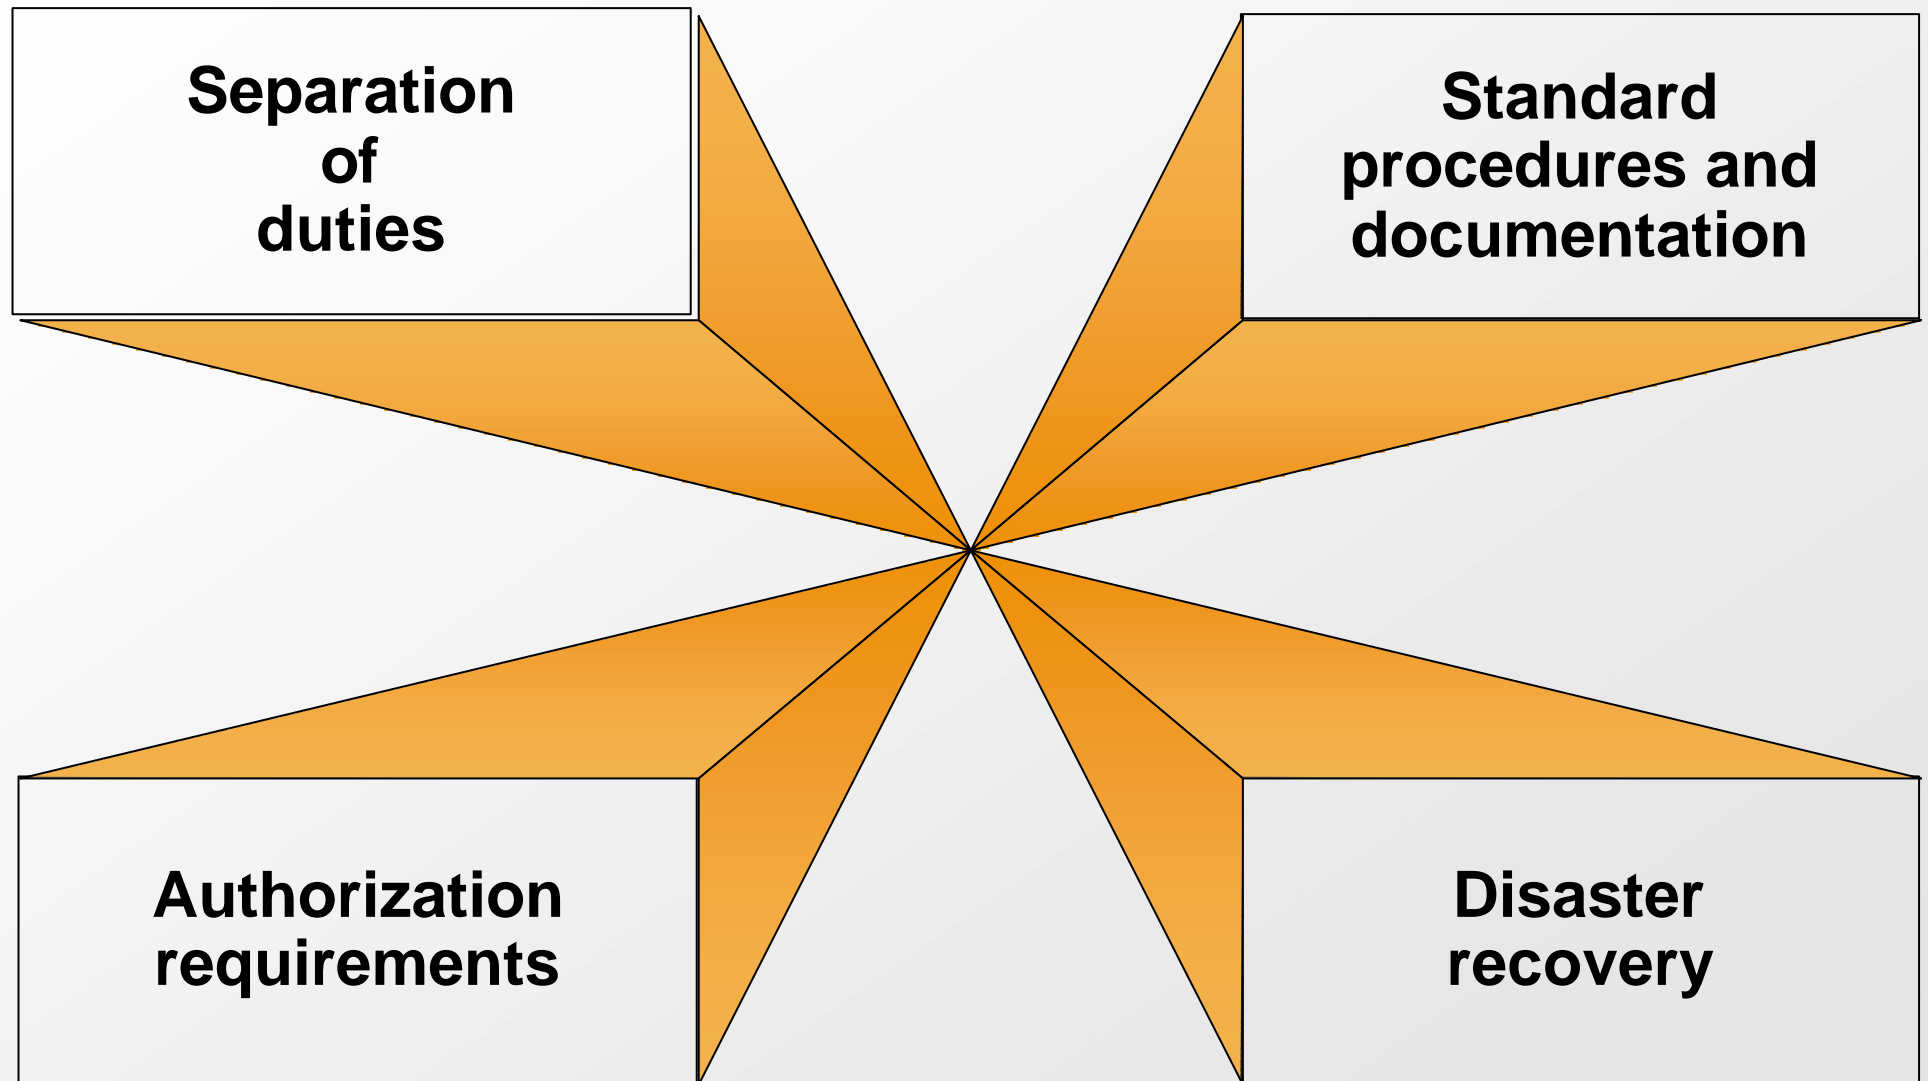 Separation
of
duties
Standard
procedures and
documentation
Authorization
requirements
Disaster
recovery